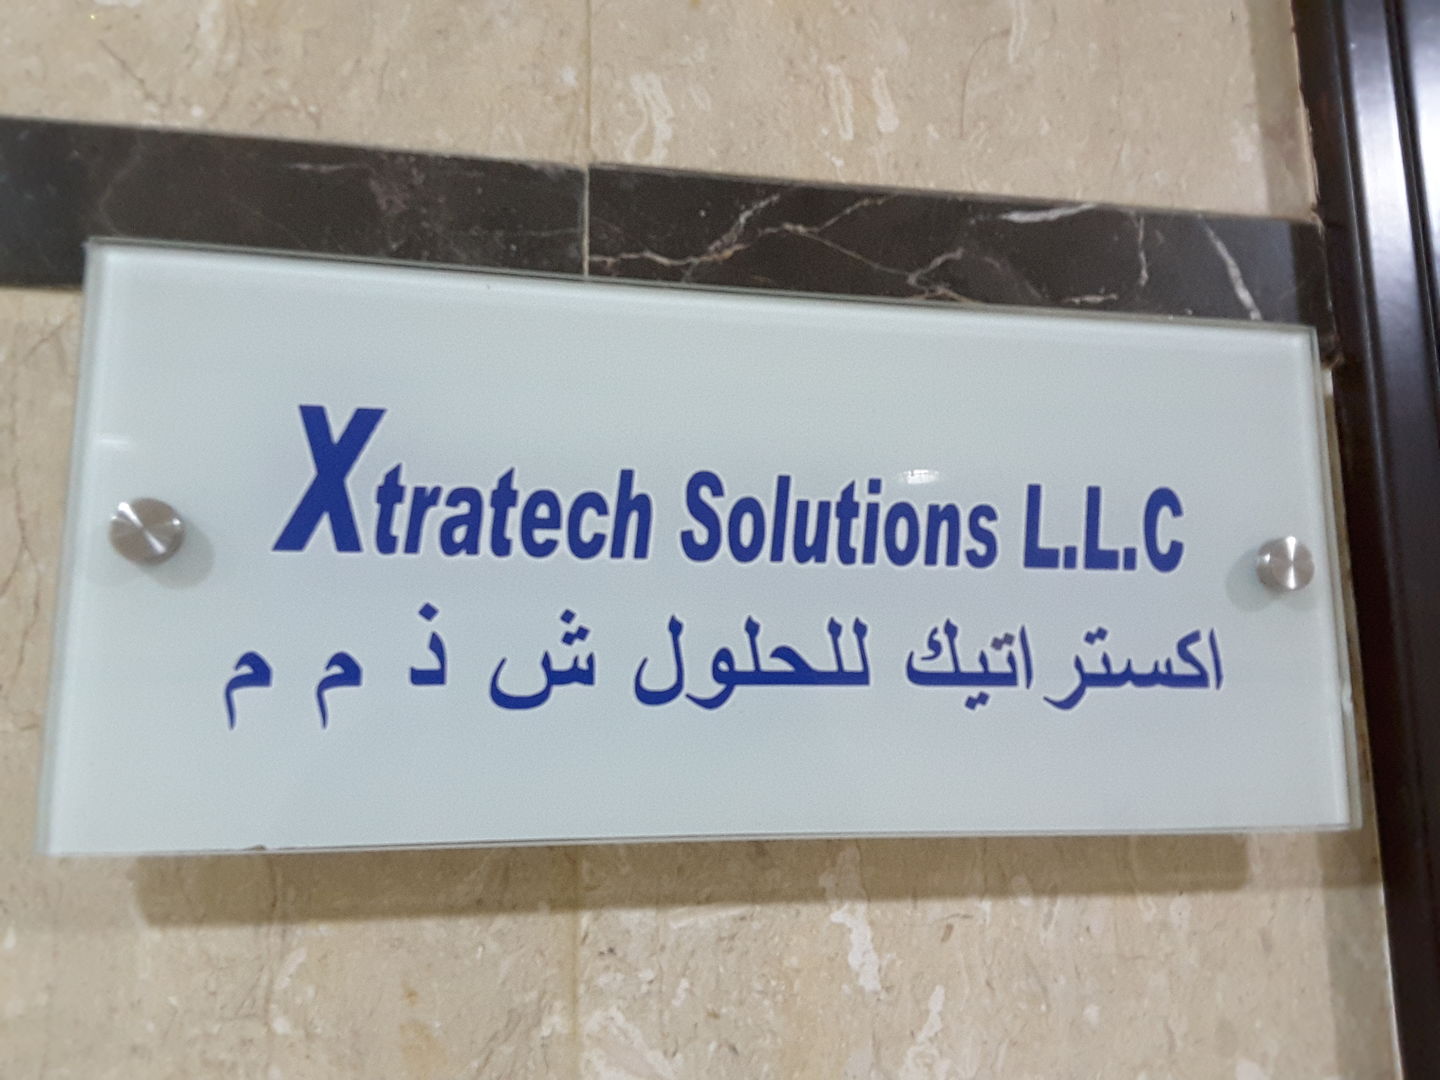 Xtratech Solutions L.L.C
اكستراتيك للحلول ش ذ م م